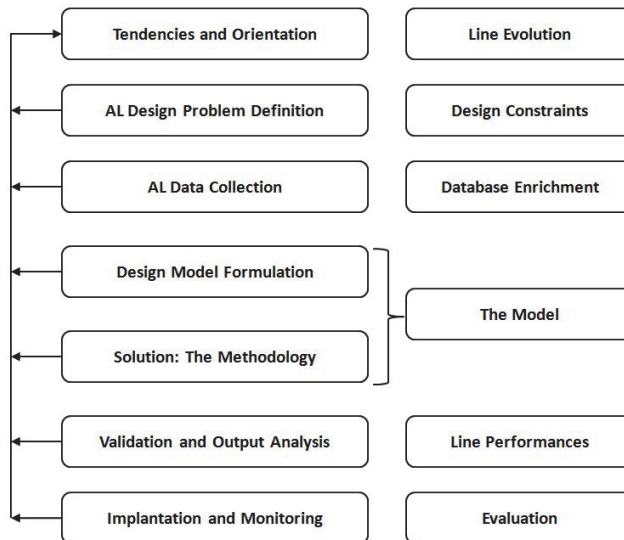 Tendencies and Orientation
Line Evolution
AL Design Problem Definition
Design Constraints
AL Data Collection
Database Enrichment
Design Model Formulation
The Model
Solution: The Methodology
Validation and Output Analysis
Line Performances
Implantation and Monitoring
Evaluation